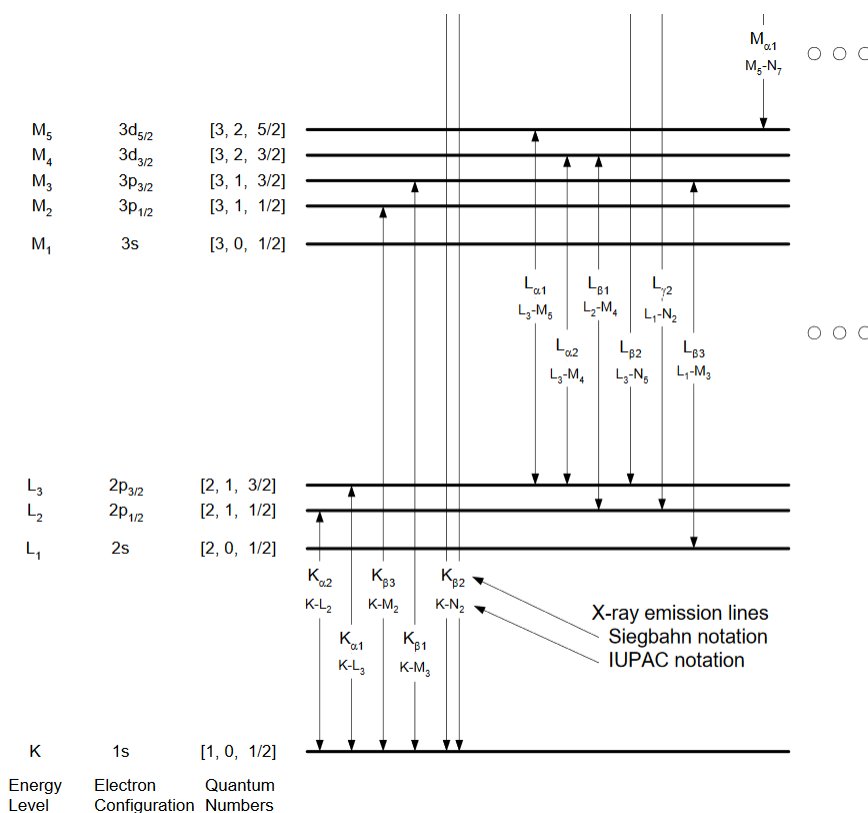 Mα1
M5-N7
M5 3d5/2 [3, 2, 5/2]
M4 3d3/2 [3, 2, 3/2]
M3 3p3/2 [3, 1, 3/2]
M2 3p1/2 [3, 1, 1/2]
M1 3s [3, 0, 1/2]
Lα1 Lβ1 Lγ2
L3-M5 L2-M4 L1-N2
Lα2 Lβ2 Lβ3
L3-M4 L3-N5 L1-M3
L3 2p3/2 [2, 1, 3/2]
L2 2p1/2 [2, 1, 1/2]
L1 2s [2, 0, 1/2]
Kα2 Kβ3 Kβ2
K-L2 K-M2 K-N2
X-ray emission lines
Siegbahn notation
IUPAC notation
Kα1 Kβ1
K-L3 K-M3
K 1s [1, 0, 1/2]
Energy Electron Quantum
Level Configuration Numbers